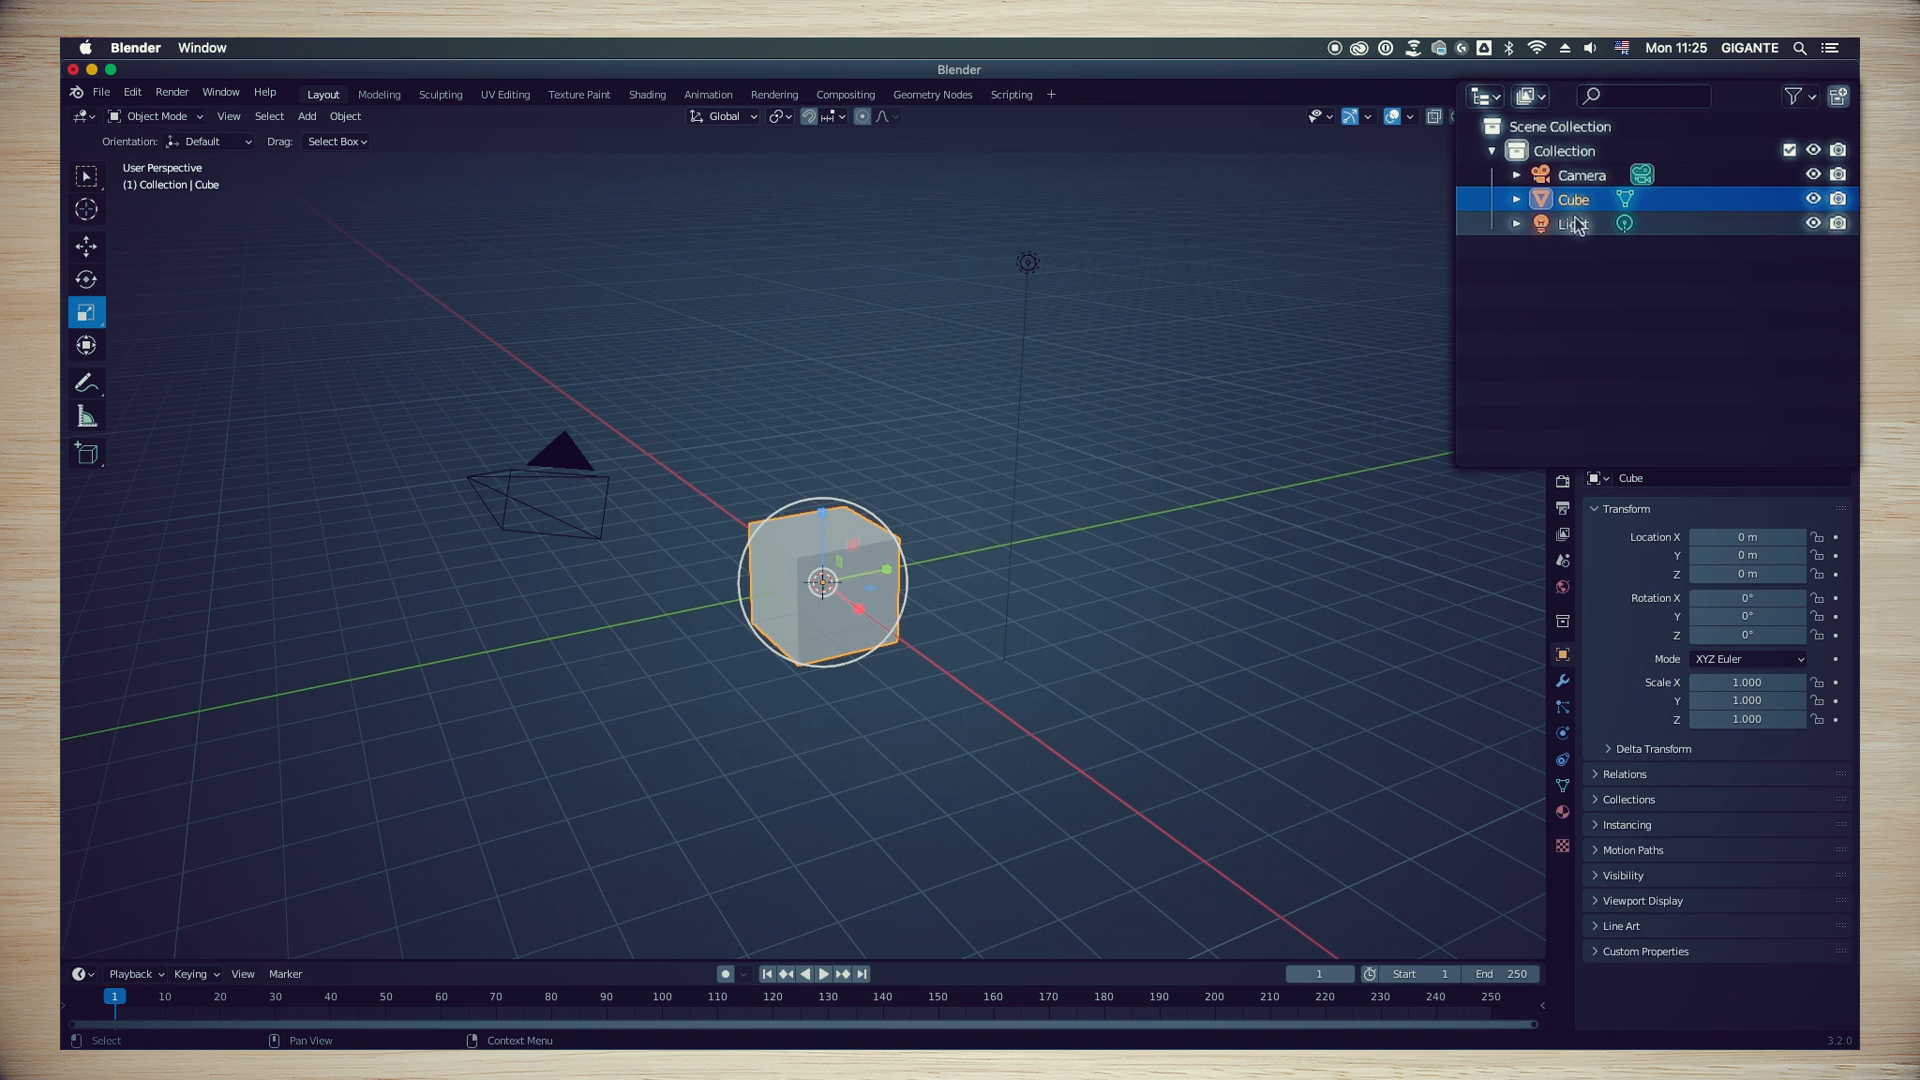 Blender Window Mon 11:25 GIGANTE
Blender
File Edit Render Window Help Layout Modeling Sculpting UV Editing Texture Paint Shading Animation Rendering Compositing Geometry Nodes Scripting +
Object Mode View Select Add Object Global
Orientation: Default Drag: Select Box
User Perspective
(1) Collection | Cube
Scene Collection
Collection
Camera
Cube
Light
Cube
Transform
Location X 0 m
Y 0 m
Z 0 m
Rotation X 0°
Y 0°
Z 0°
Mode XYZ Euler
Scale X 1.000
Y 1.000
Z 1.000
Delta Transform
Relations
Collections
Instancing
Motion Paths
Visibility
Viewport Display
Line Art
Custom Properties
Playback Keying View Marker 1 Start 1 End 250
1 10 20 30 40 50 60 70 80 90 100 110 120 130 140 150 160 170 180 190 200 210 220 230 240 250
Select Pan View Context Menu 3.2.0